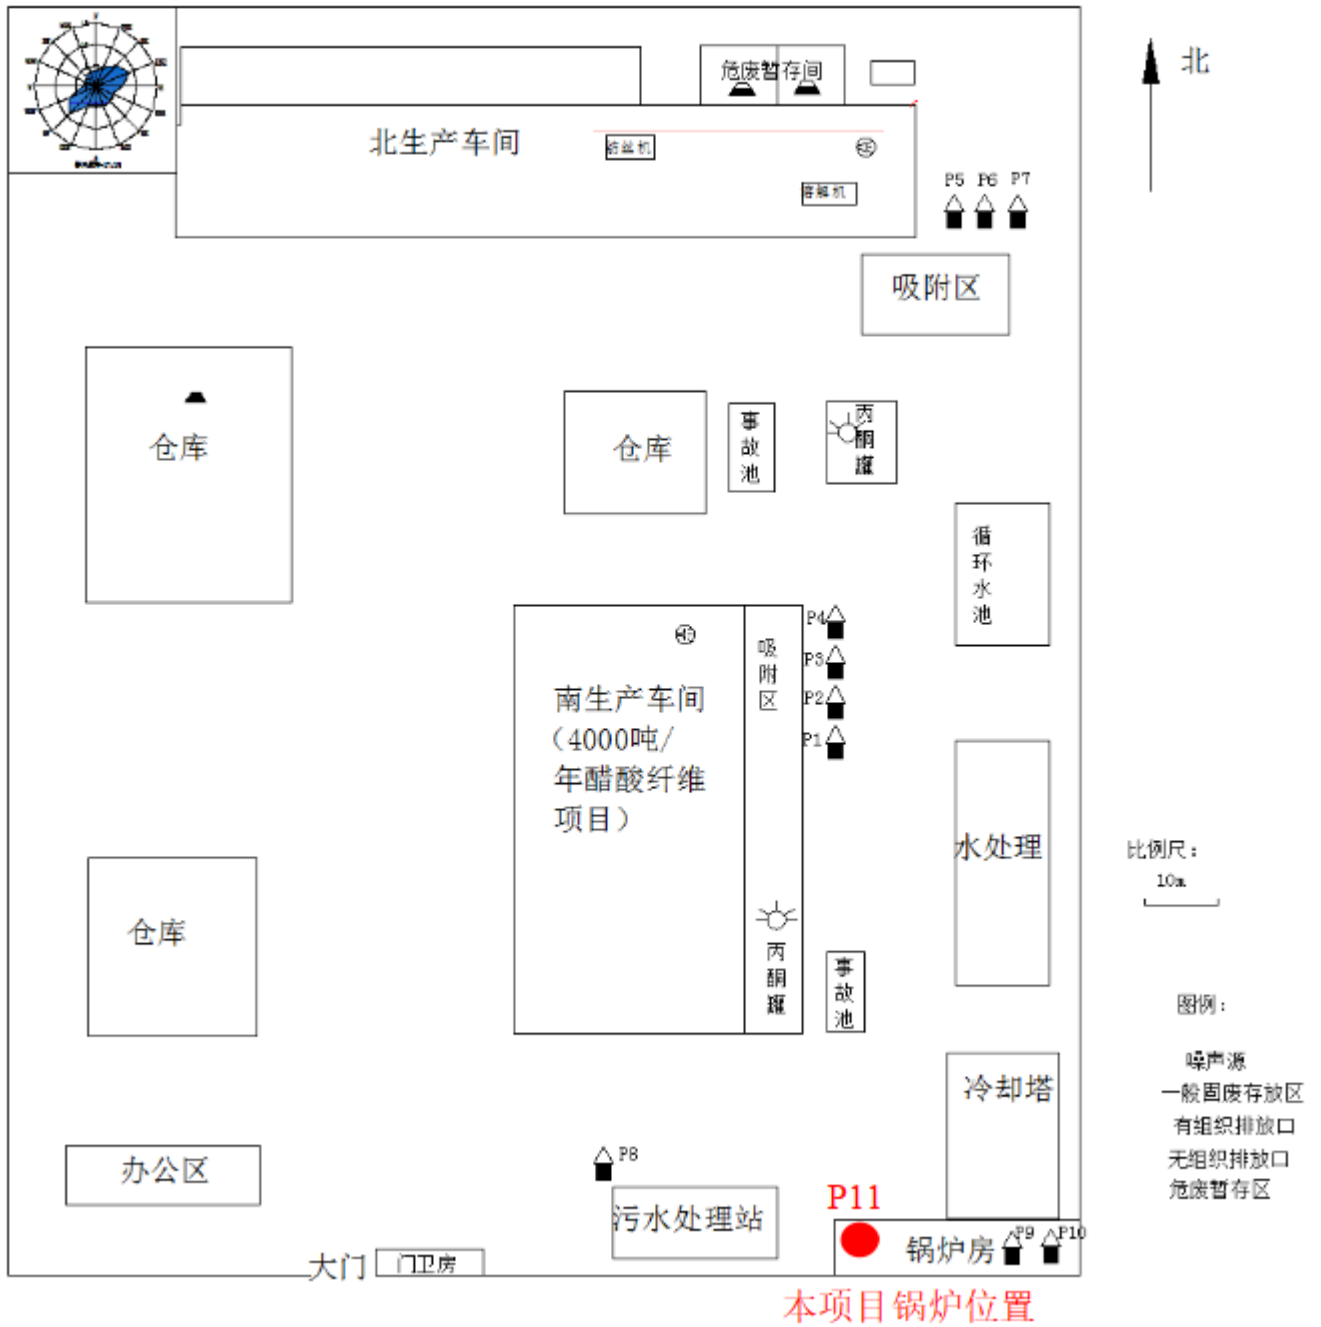 北
危废暂存间
北生产车间
纺丝机
溶解机
P5 P6 P7
吸附区
仓库
仓库
事故池
丙酮罐
循环水池
P4
P3
P2
P1
吸附区
南生产车间
（4000吨/
年醋酸纤维
项目）
水处理
比例尺：
10m
仓库
丙酮罐
事故池
图例：
噪声源
一般固废存放区
有组织排放口
无组织排放口
危废暂存区
冷却塔
办公区
P8
污水处理站
P11
锅炉房
P9
P10
大门
门卫房
本项目锅炉位置